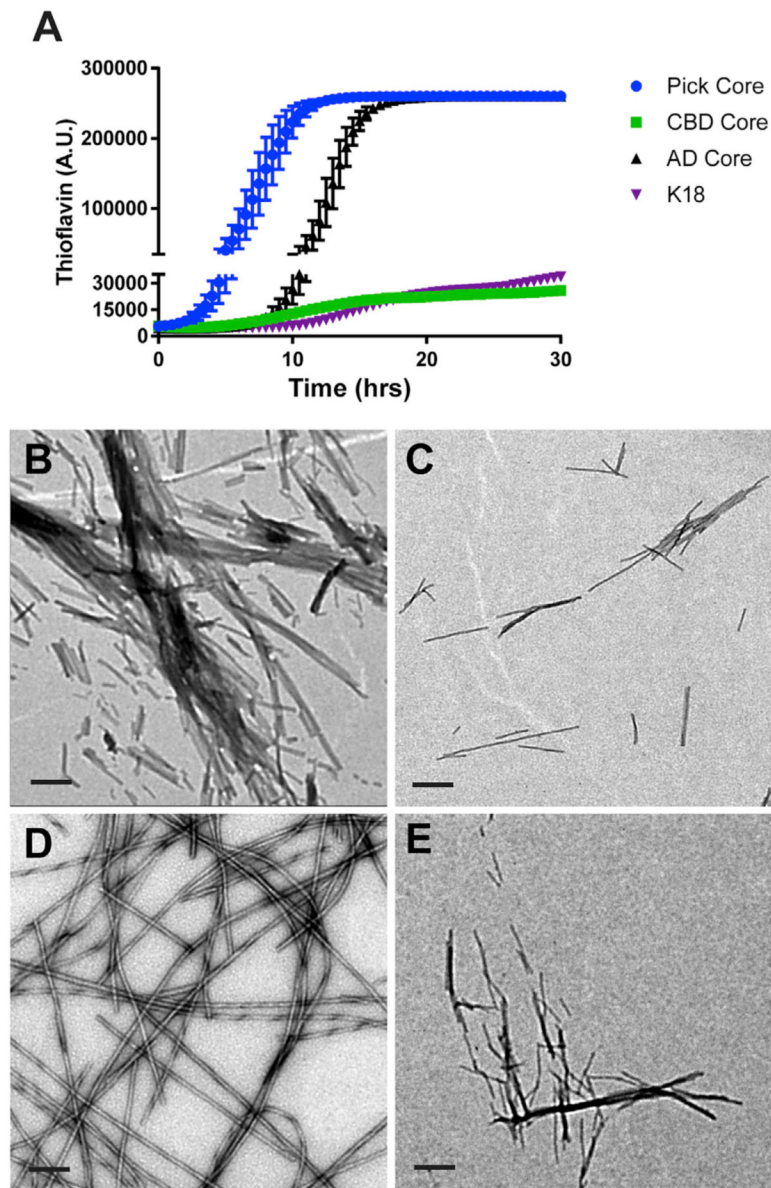 A
300000
200000
100000
30000
15000
0
Thioflavin (A.U.)
0
10
20
30
Time (hrs)
Pick Core
CBD Core
AD Core
K18
B
C
D
E